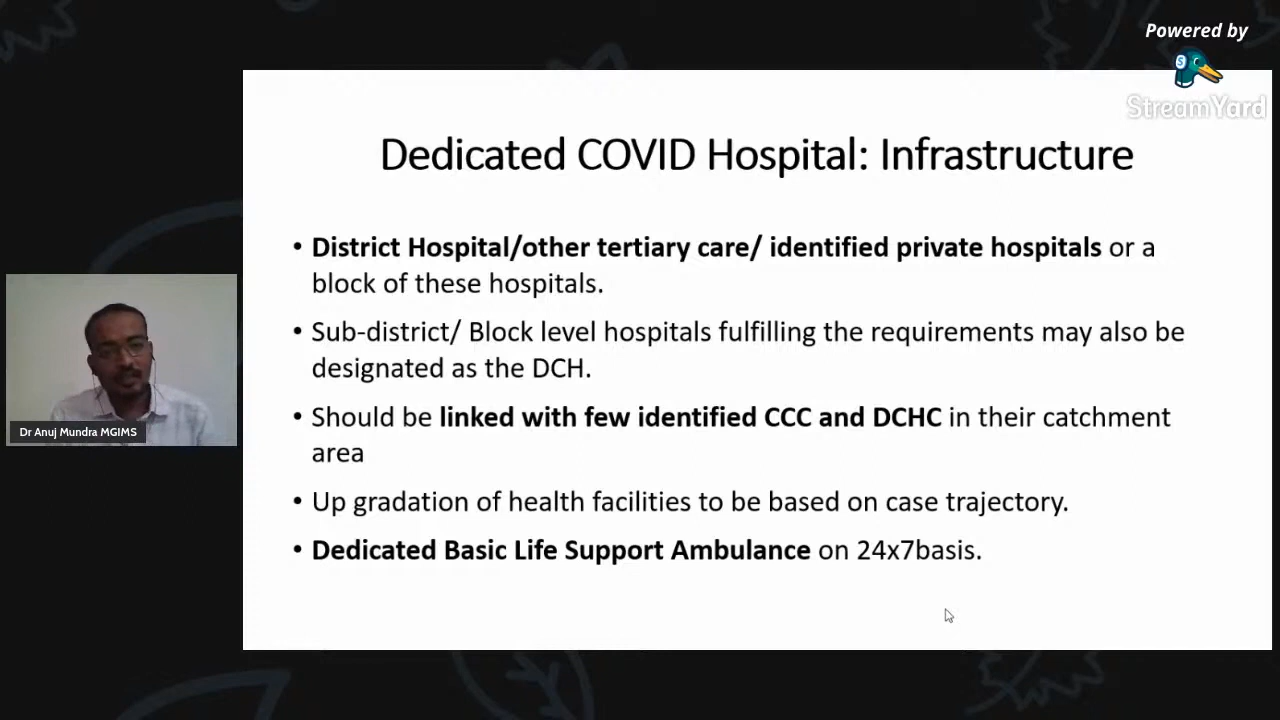 Powered by
StreamYard
Dedicated COVID Hospital: Infrastructure
• District Hospital/other tertiary care/ identified private hospitals or a
block of these hospitals.
• Sub-district/ Block level hospitals fulfilling the requirements may also be
designated as the DCH.
• Should be linked with few identified CCC and DCHC in their catchment
area
• Up gradation of health facilities to be based on case trajectory.
• Dedicated Basic Life Support Ambulance on 24x7basis.
Dr Anuj Mundra MGIMS